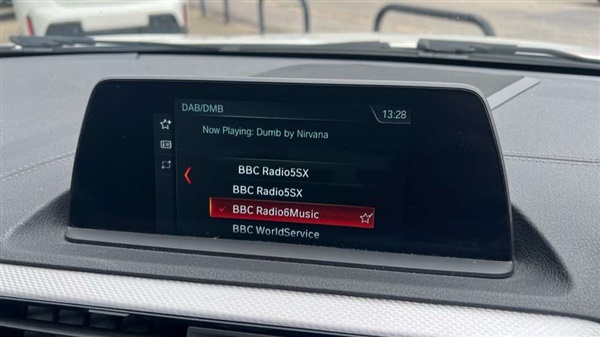 DAB/DMB
13:28
Now Playing: Dumb by Nirvana
BBC Radio5SX
BBC Radio5SX
BBC Radio6Music
BBC WorldService